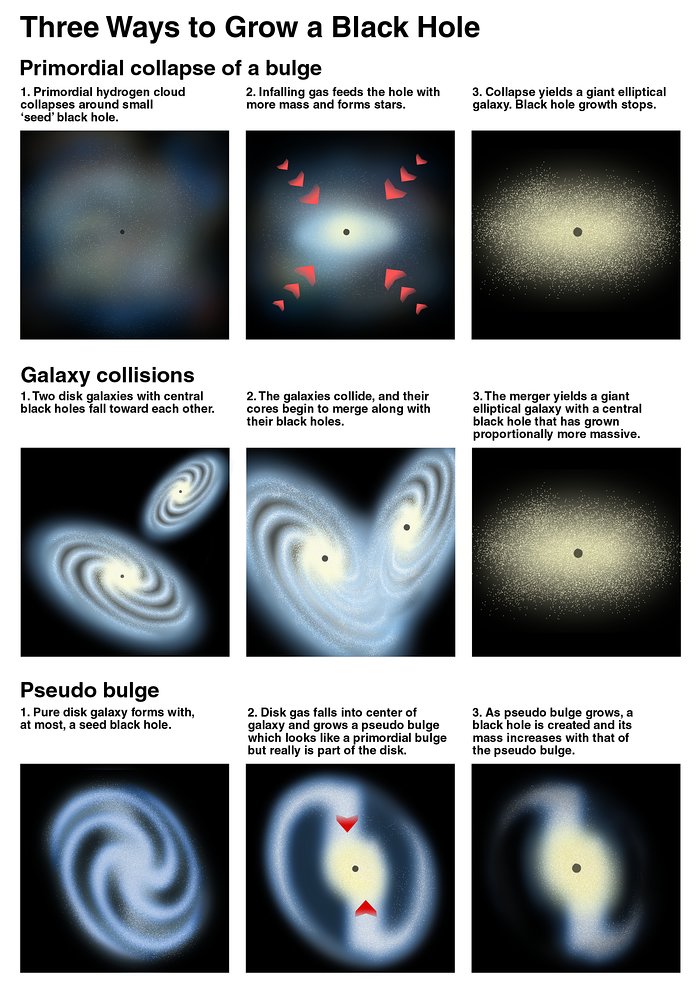 Three Ways to Grow a Black Hole
Primordial collapse of a bulge
1. Primordial hydrogen cloud
collapses around small
‘seed’ black hole.
2. Infalling gas feeds the hole with
more mass and forms stars.
3. Collapse yields a giant elliptical
galaxy. Black hole growth stops.
Galaxy collisions
1. Two disk galaxies with central
black holes fall toward each other.
2. The galaxies collide, and their
cores begin to merge along with
their black holes.
3. The merger yields a giant
elliptical galaxy with a central
black hole that has grown
proportionally more massive.
Pseudo bulge
1. Pure disk galaxy forms with,
at most, a seed black hole.
2. Disk gas falls into center of
galaxy and grows a pseudo bulge
which looks like a primordial bulge
but really is part of the disk.
3. As pseudo bulge grows, a
black hole is created and its
mass increases with that of
the pseudo bulge.